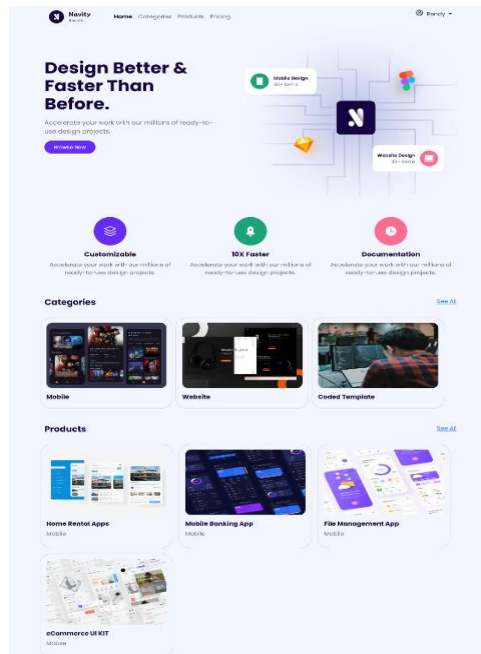 Navity
Home Categories Products Pricing
Rendy
Design Better &
Faster Than
Before.
Accelerate your work with our millions of ready-to-
use design projects.
Browse Now
Mobile Design
Website Design
Customizable
Accelerate your work with our millions of
ready-to-use design projects.
10X Faster
Accelerate your work with our millions of
ready-to-use design projects.
Documentation
Accelerate your work with our millions of
ready-to-use design projects.
Categories
See All
Mobile
Website
Coded Template
Products
See All
Home Rental Apps
Mobile
Mobile Banking App
Mobile
File Management App
Mobile
eCommerce UI KIT
Mobile